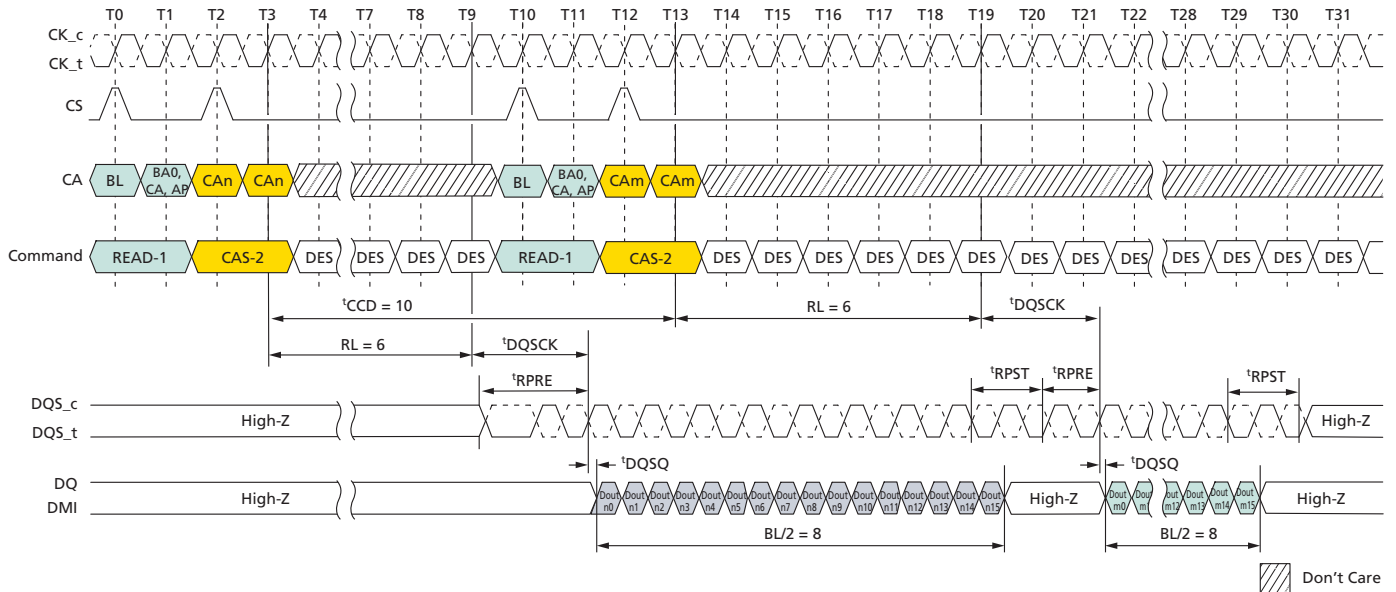 T0 T1 T2 T3 T4 T7 T8 T9 T10 T11 T12 T13 T14 T15 T16 T17 T18 T19 T20 T21 T22 T28 T29 T30 T31
CK_c
CK_t
CS
CA BL BA0, CA, AP CAn CAn BL BA0, CA, AP CAm CAm
Command READ-1 CAS-2 DES DES DES DES READ-1 CAS-2 DES DES DES DES DES DES DES DES DES DES DES DES DES
tCCD = 10 RL = 6 tDQSCK
RL = 6 tDQSCK
tRPRE tRPST tRPRE tRPST
DQS_c
DQS_t
High-Z High-Z
tDQSQ tDQSQ
DQ
DMI
High-Z Dout n0 Dout n1 Dout n2 Dout n3 Dout n4 Dout n5 Dout n6 Dout n7 Dout n8 Dout n9 Dout n10 Dout n11 Dout n12 Dout n13 Dout n14 Dout n15 High-Z Dout m0 Dout m1 Dout m12 Dout m13 Dout m14 Dout m15 High-Z
BL/2 = 8 BL/2 = 8
Don't Care